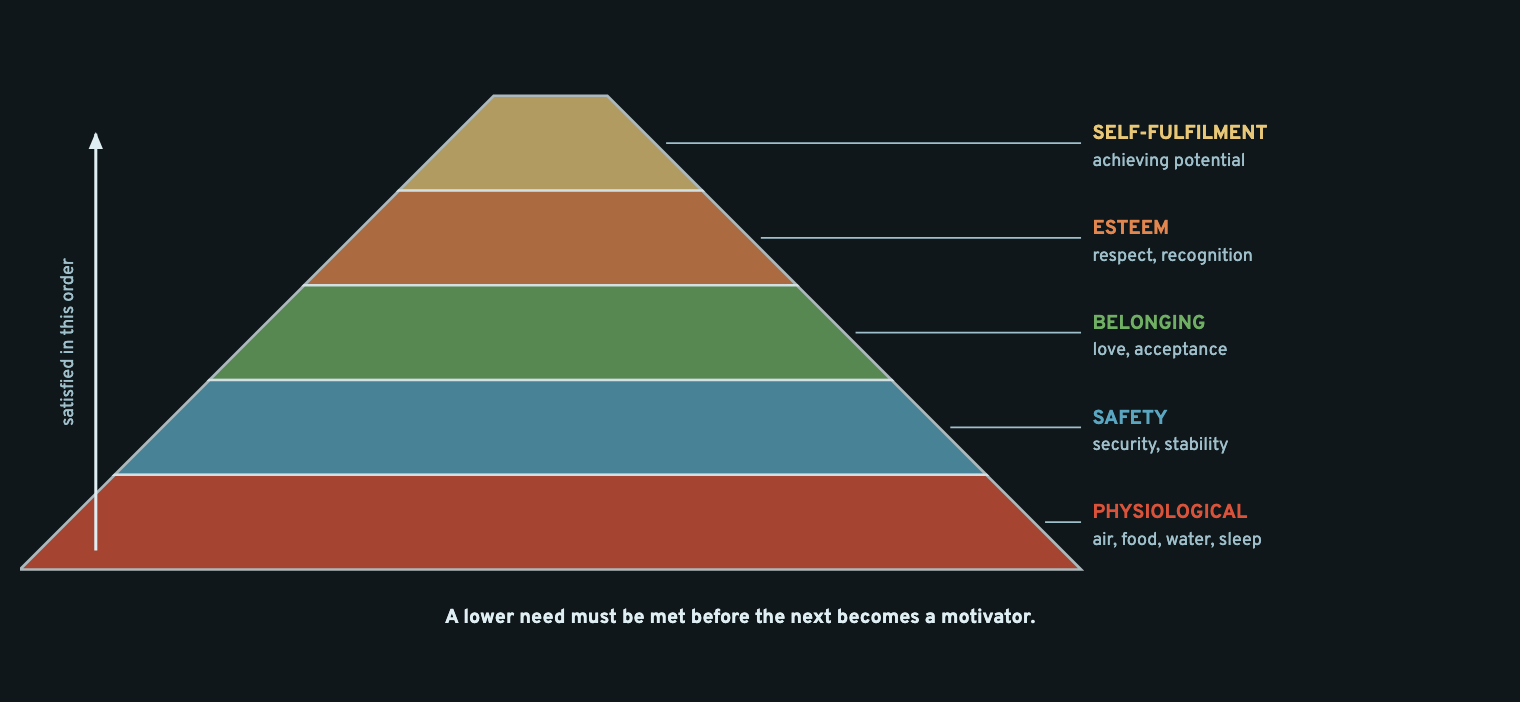 SELF-FULFILMENT
achieving potential
ESTEEM
respect, recognition
BELONGING
love, acceptance
SAFETY
security, stability
PHYSIOLOGICAL
air, food, water, sleep
satisfied in this order
A lower need must be met before the next becomes a motivator.